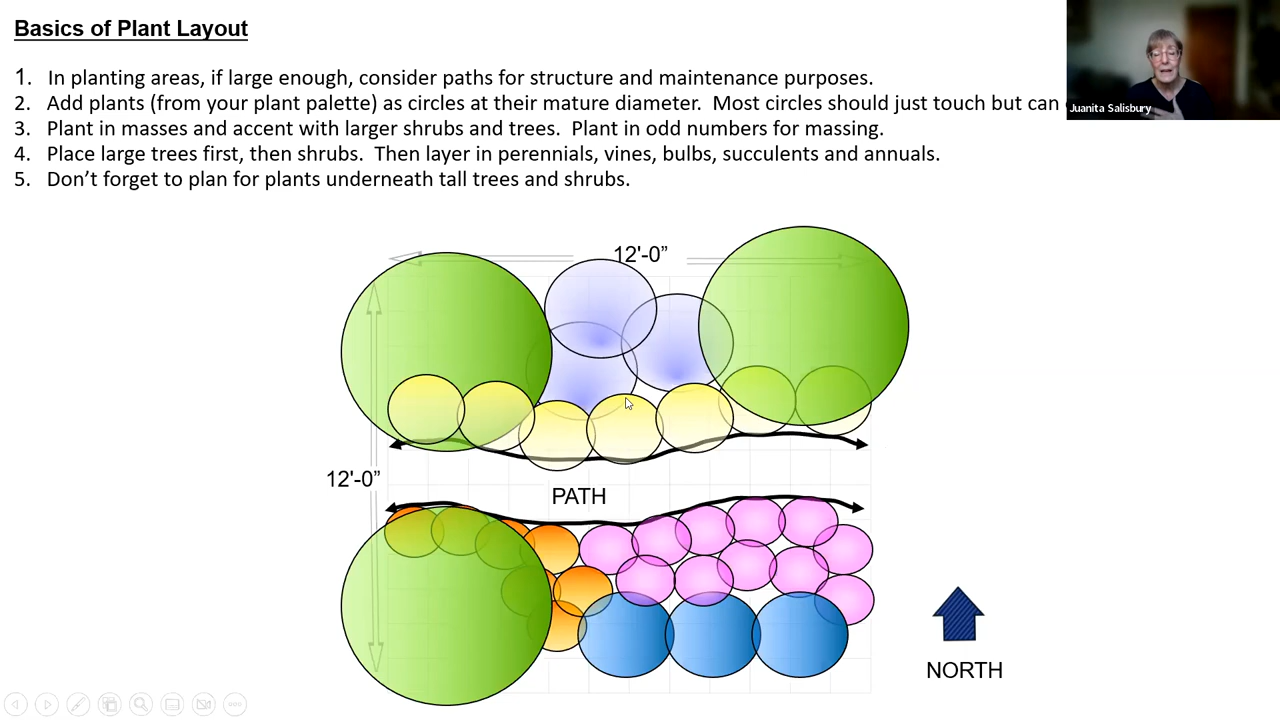 Basics of Plant Layout
1. In planting areas, if large enough, consider paths for structure and maintenance purposes.
2. Add plants (from your plant palette) as circles at their mature diameter. Most circles should just touch but can
3. Plant in masses and accent with larger shrubs and trees. Plant in odd numbers for massing.
4. Place large trees first, then shrubs. Then layer in perennials, vines, bulbs, succulents and annuals.
5. Don’t forget to plan for plants underneath tall trees and shrubs.
Juanita Salisbury
12'-0”
12'-0”
PATH
NORTH